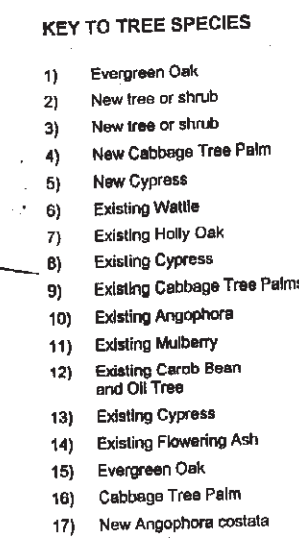 KEY TO TREE SPECIES
1) Evergreen Oak
2) New tree or shrub
3) New tree or shrub
4) New Cabbage Tree Palm
5) New Cypress
6) Existing Wattle
7) Existing Holly Oak
8) Existing Cypress
9) Existing Cabbage Tree Palms
10) Existing Angophora
11) Existing Mulberry
12) Existing Carob Bean
and Oil Tree
13) Existing Cypress
14) Existing Flowering Ash
15) Evergreen Oak
16) Cabbage Tree Palm
17) New Angophora costata